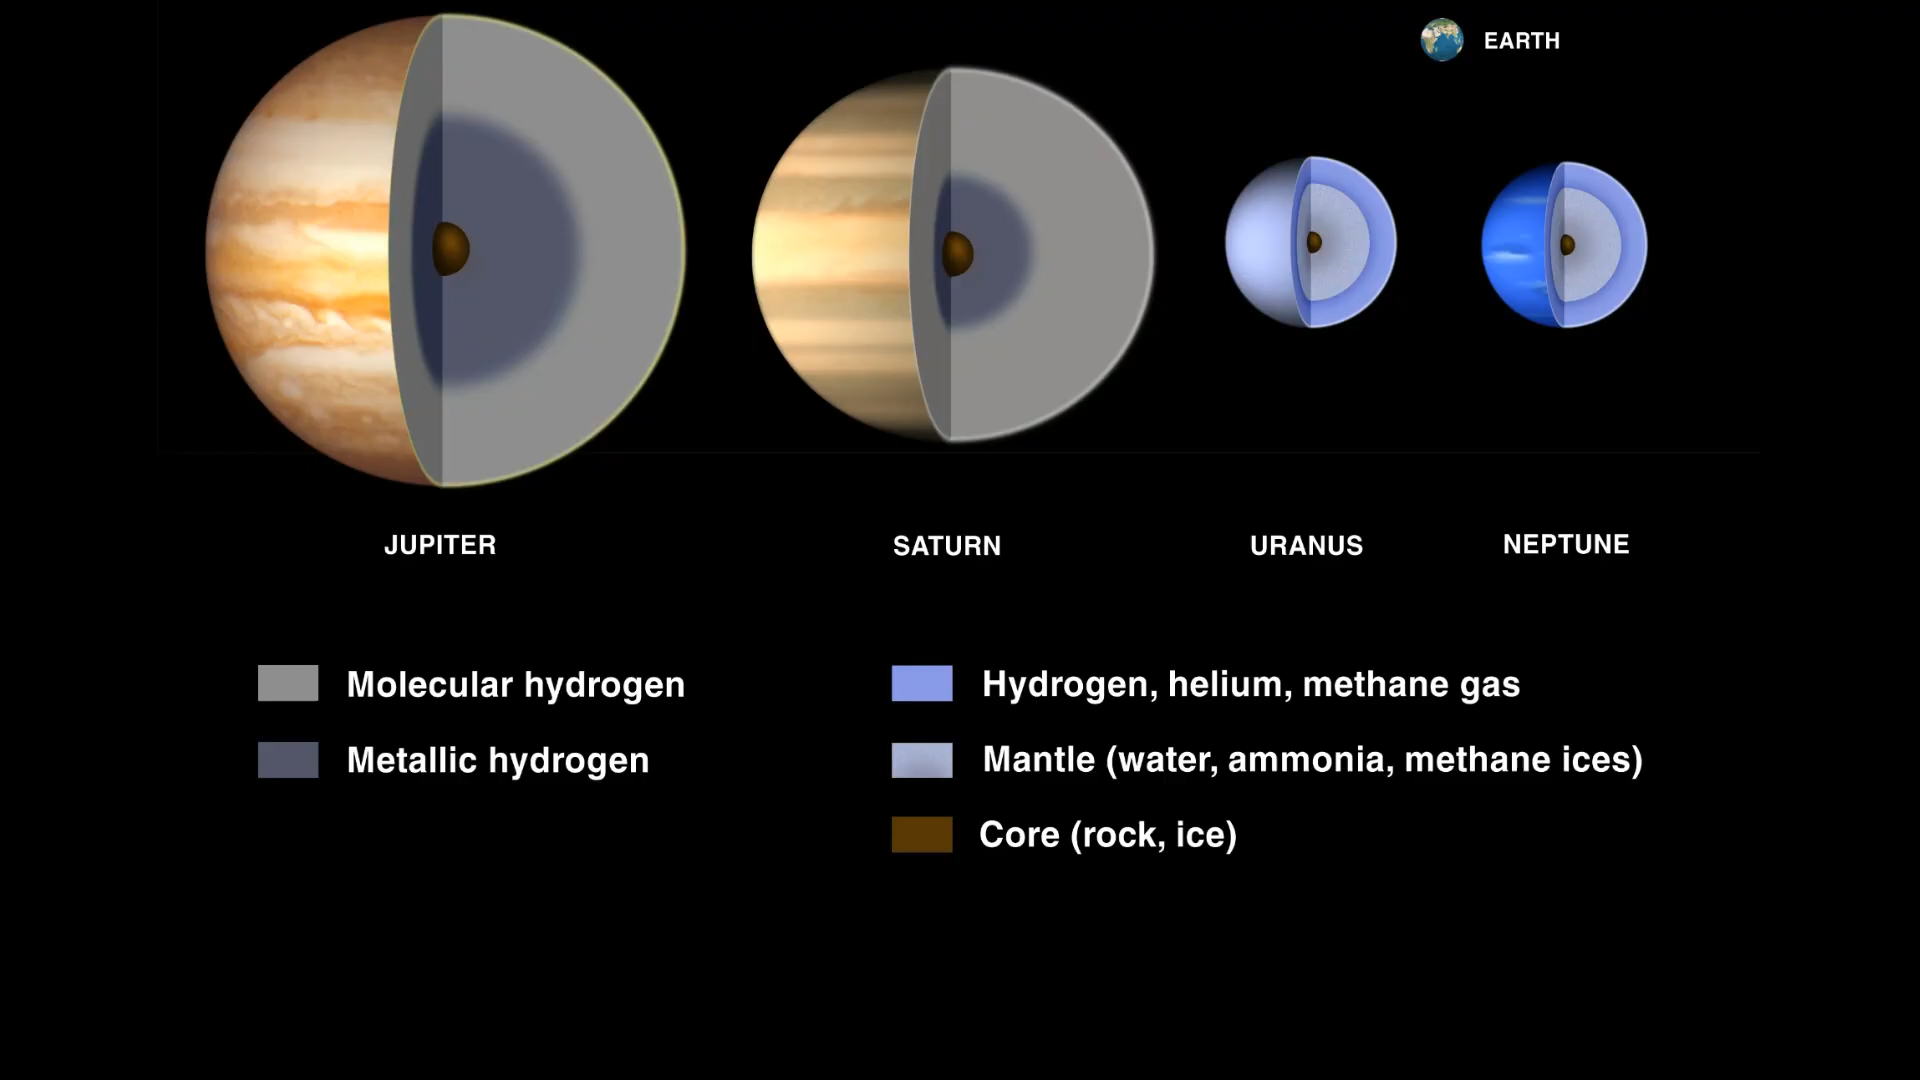 EARTH
JUPITER
SATURN
URANUS
NEPTUNE
Molecular hydrogen
Metallic hydrogen
Hydrogen, helium, methane gas
Mantle (water, ammonia, methane ices)
Core (rock, ice)